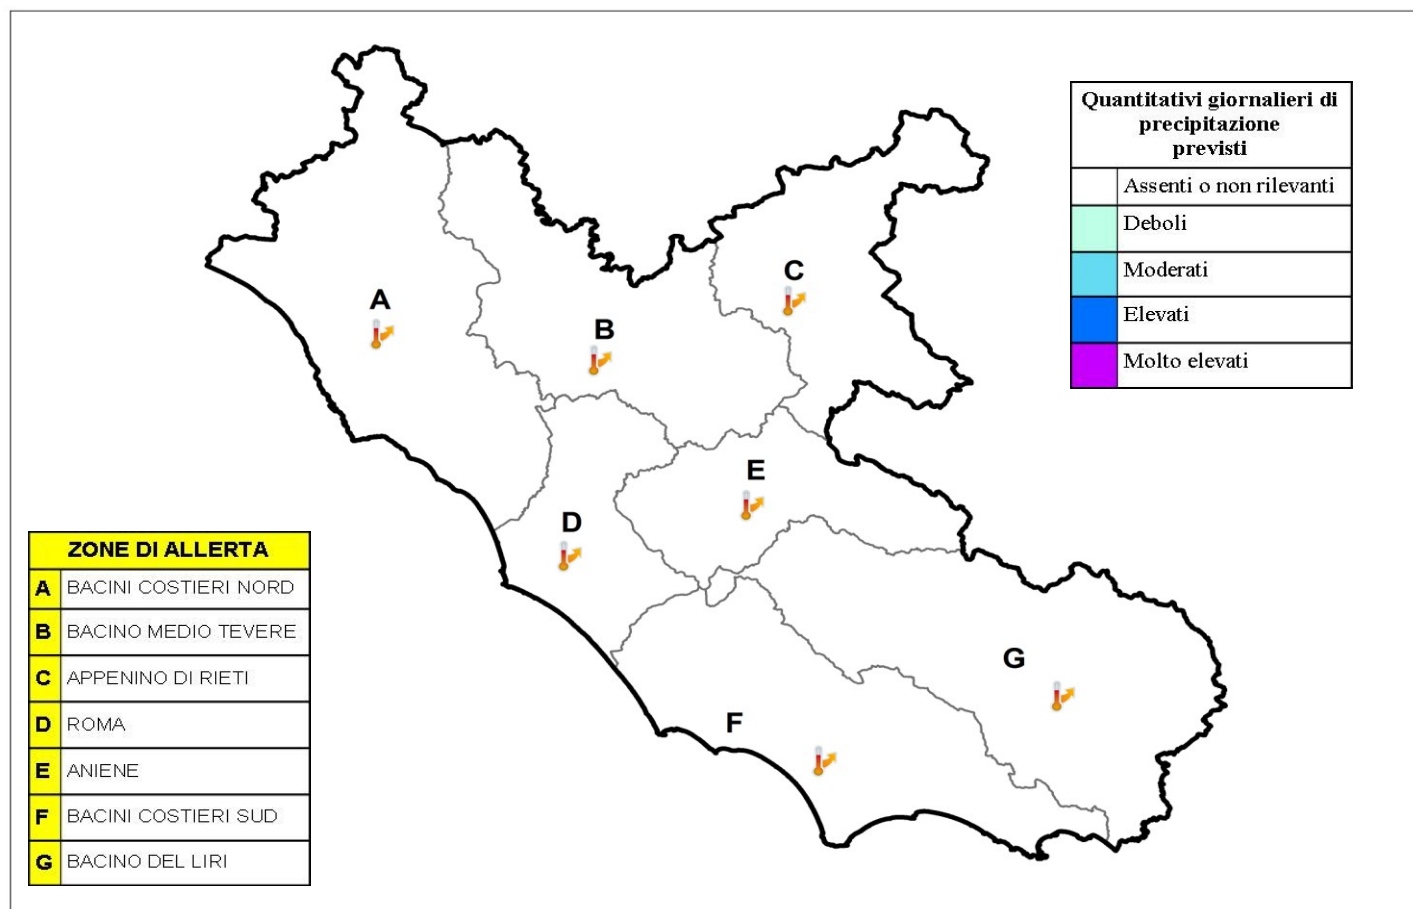 Quantitativi giornalieri di
precipitazione
previsti
Assenti o non rilevanti
Deboli
Moderati
Elevati
Molto elevati
A
B
C
E
D
G
F
ZONE DI ALLERTA
A BACINI COSTIERI NORD
B BACINO MEDIO TEVERE
C APPENINO DI RIETI
D ROMA
E ANIENE
F BACINI COSTIERI SUD
G BACINO DEL LIRI